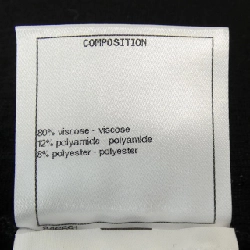 COMPOSITION
80% viscose - viscose
12% polyamide - polyamide
8% polyester - polyester